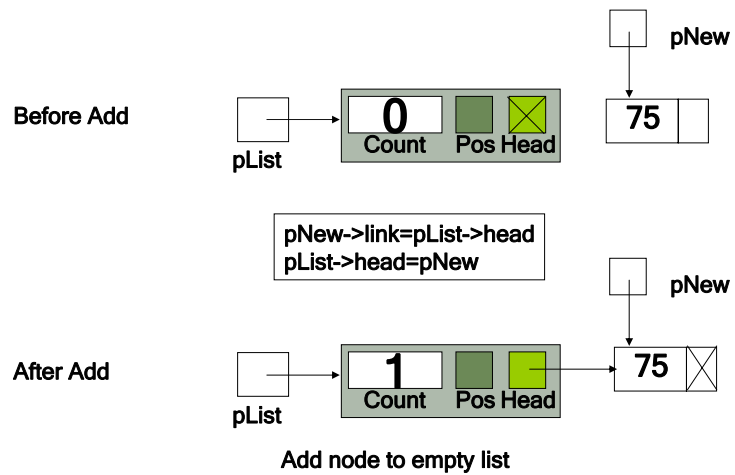 pNew
Before Add
0
75
Count Pos Head
pList
pNew->link=pList->head
pList->head=pNew
pNew
After Add
1
75
Count Pos Head
pList
Add node to empty list